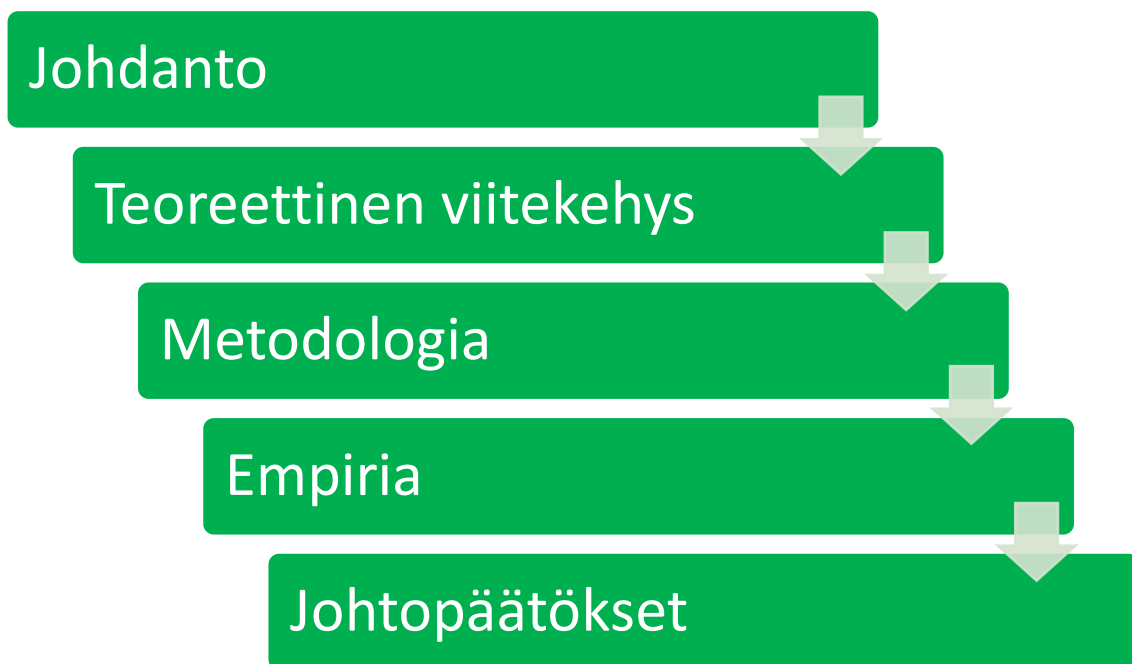 Johdanto
Teoreettinen viitekehys
Metodologia
Empiria
Johtopäätökset